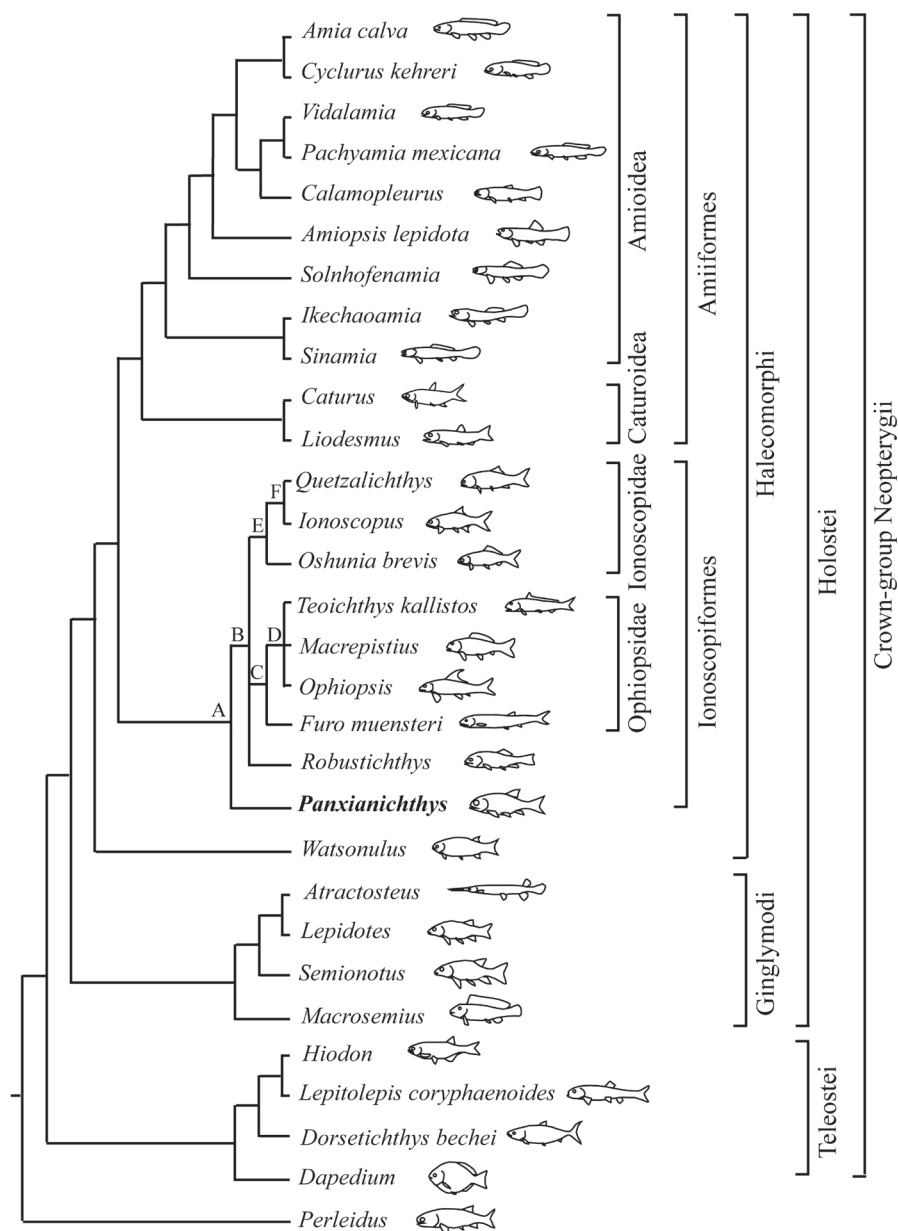 Amia calva
Cyclurus kehreri
Vidalamia
Pachyamia mexicana
Calamopleurus
Amiopsis lepidota
Solnhofenamia
Ikechaoamia
Sinamia
Caturus
Liodesmus
Quetzalichthys
Ionoscopus
Oshunia brevis
Teoichthys kallistos
Macrepistius
Ophiopsis
Furo muensteri
Robustichthys
Panxianichthys
Watsonulus
Atractosteus
Lepidotes
Semionotus
Macrosemius
Hiodon
Lepitolepis coryphaenoides
Dorsetichthys bechei
Dapedium
Perleidus
A
B
C
D
E
F
Amioidea
Caturoidea
Ionoscopidae
Ophiopsidae
Amiiformes
Ionoscopiformes
Halecomorphi
Ginglymodi
Holostei
Teleostei
Crown-group Neopterygii